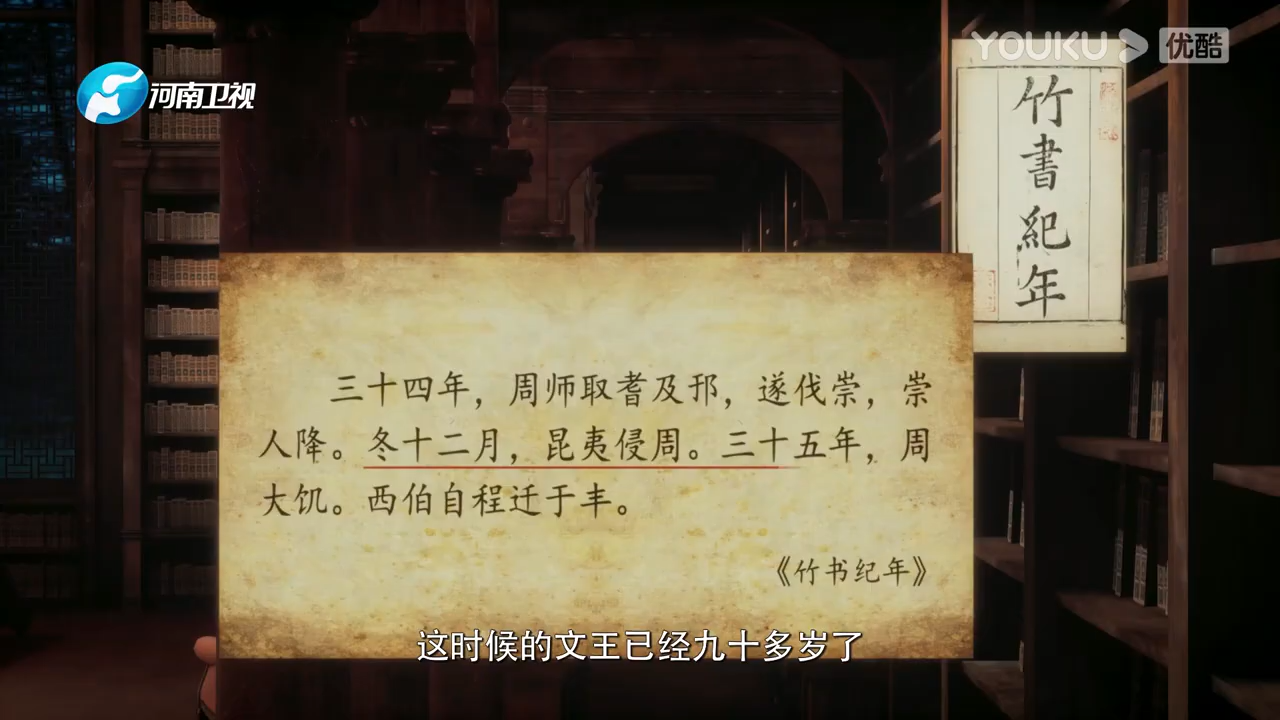 河南卫视
YOUKU 优酷
竹書紀年
三十四年，周师取耆及邘，遂伐崇，崇
人降。冬十二月，昆夷侵周。三十五年，周
大饥。西伯自程迁于丰。
《竹书纪年》
这时候的文王已经九十多岁了